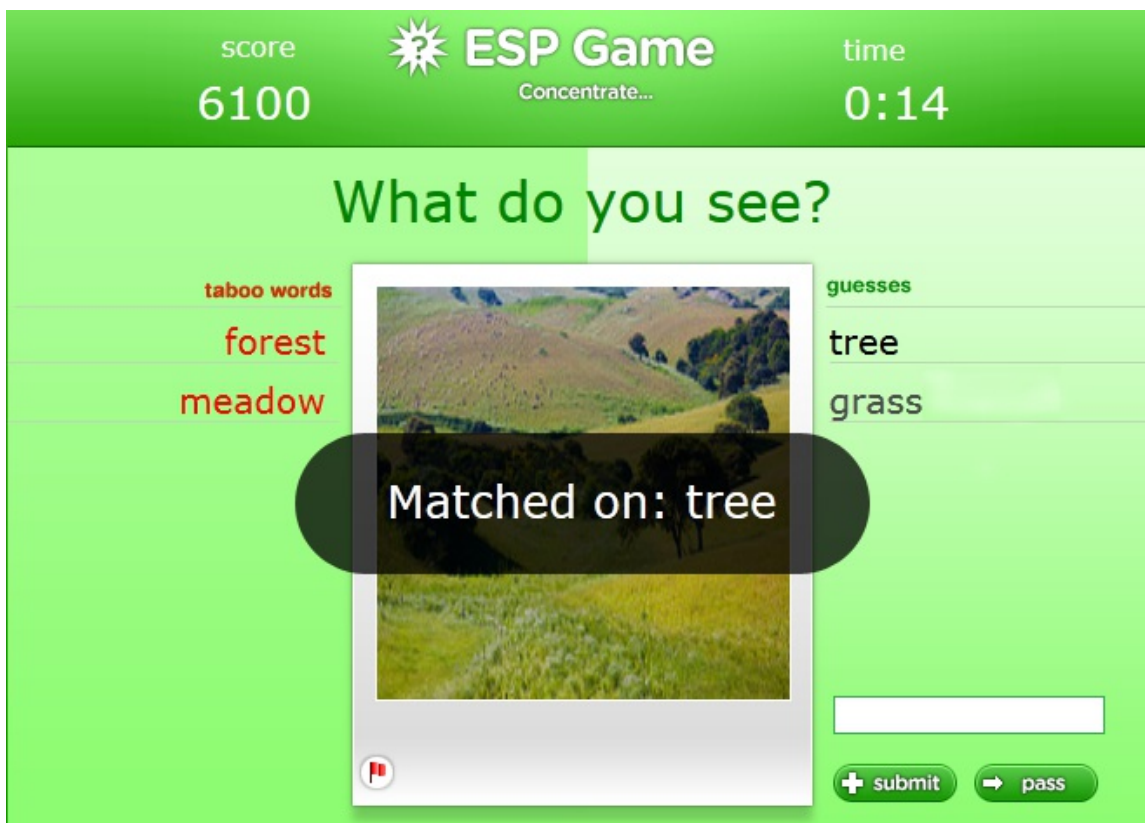 score
6100
? ESP Game
Concentrate...
time
0:14
What do you see?
taboo words
forest
meadow
guesses
tree
grass
Matched on: tree
submit
pass